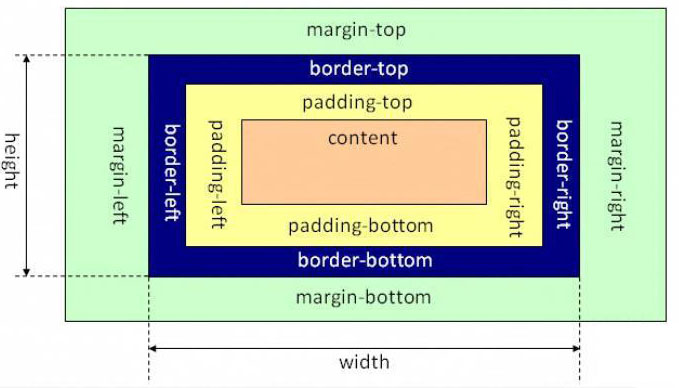 margin-top
border-top
padding-top
content
height
margin-left
border-left
padding-left
padding-right
border-right
margin-right
padding-bottom
border-bottom
margin-bottom
width